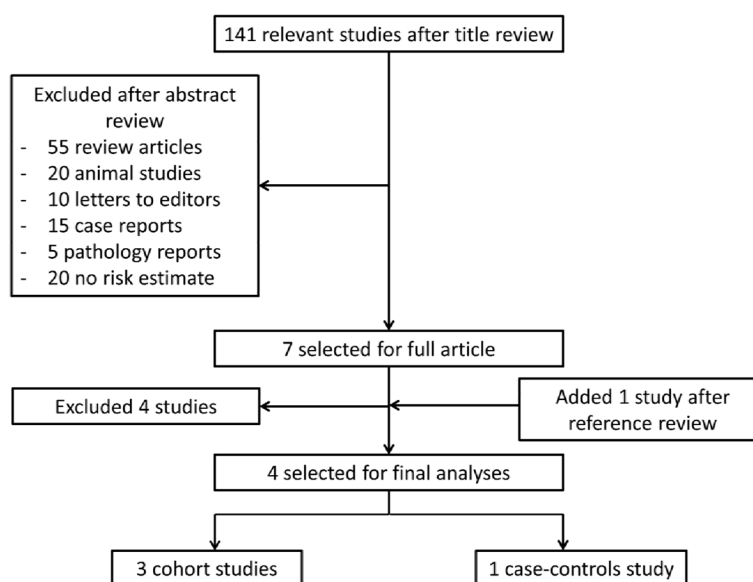 141 relevant studies after title review
Excluded after abstract
review
- 55 review articles
- 20 animal studies
- 10 letters to editors
- 15 case reports
- 5 pathology reports
- 20 no risk estimate
7 selected for full article
Excluded 4 studies
Added 1 study after
reference review
4 selected for final analyses
3 cohort studies
1 case-controls study